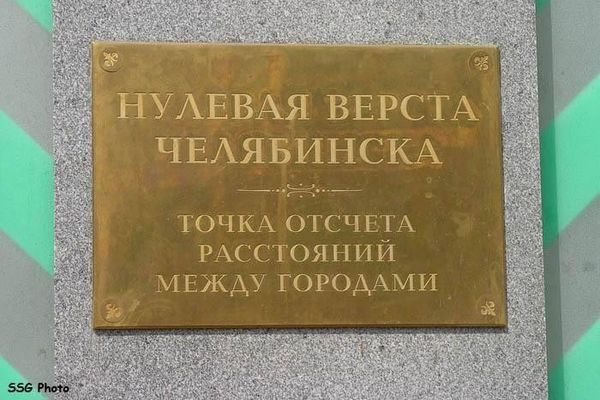 НУЛЕВАЯ ВЕРСТА
ЧЕЛЯБИНСКА
ТОЧКА ОТСЧЕТА
РАССТОЯНИЙ
МЕЖДУ ГОРОДАМИ
SSG Photo